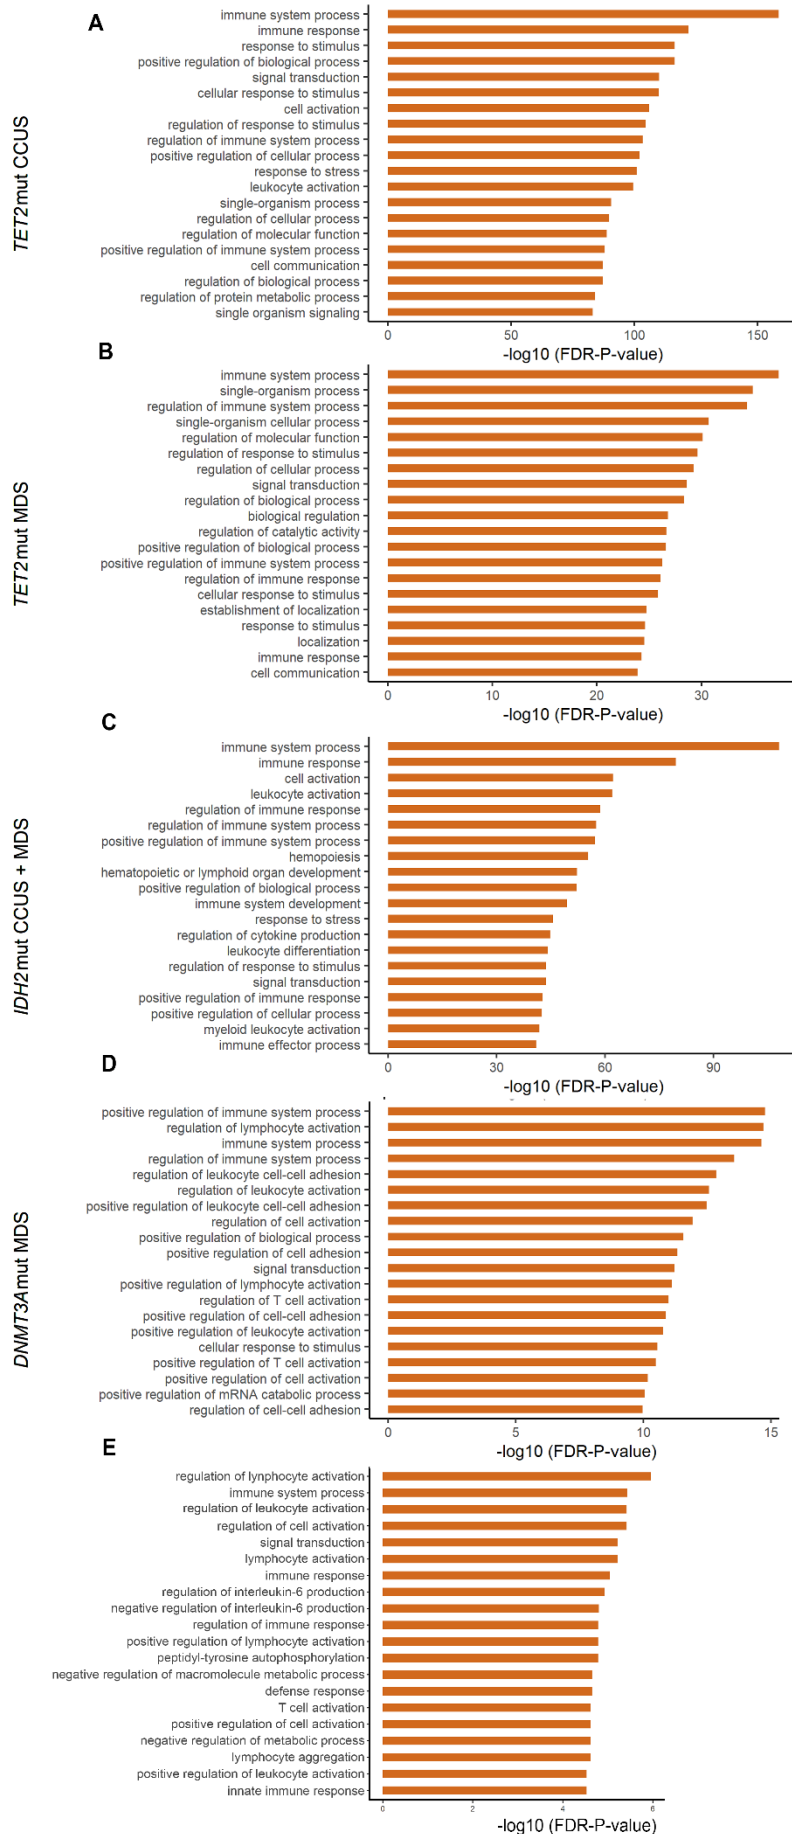 A
TET2mut CCUS
immune system process
immune response
response to stimulus
positive regulation of biological process
signal transduction
cellular response to stimulus
cell activation
regulation of response to stimulus
regulation of immune system process
positive regulation of cellular process
response to stress
leukocyte activation
single-organism process
regulation of cellular process
regulation of molecular function
positive regulation of immune system process
cell communication
regulation of biological process
regulation of protein metabolic process
single organism signaling
0 50 100 150
-log10 (FDR-P-value)
B
TET2mut MDS
immune system process
single-organism process
regulation of immune system process
single-organism cellular process
regulation of molecular function
regulation of response to stimulus
regulation of cellular process
signal transduction
regulation of biological process
biological regulation
regulation of catalytic activity
positive regulation of biological process
positive regulation of immune system process
regulation of immune response
cellular response to stimulus
establishment of localization
response to stimulus
localization
immune response
cell communication
0 10 20 30
-log10 (FDR-P-value)
C
IDH2mut CCUS + MDS
immune system process
immune response
cell activation
leukocyte activation
regulation of immune response
regulation of immune system process
positive regulation of immune system process
hemopoiesis
hematopoietic or lymphoid organ development
positive regulation of biological process
immune system development
response to stress
regulation of cytokine production
leukocyte differentiation
regulation of response to stimulus
signal transduction
positive regulation of immune response
positive regulation of cellular process
myeloid leukocyte activation
immune effector process
0 30 60 90
-log10 (FDR-P-value)
D
DNMT3Amut MDS
positive regulation of immune system process
regulation of lymphocyte activation
immune system process
regulation of immune system process
regulation of leukocyte cell-cell adhesion
regulation of leukocyte activation
positive regulation of leukocyte cell-cell adhesion
regulation of cell activation
positive regulation of biological process
positive regulation of cell adhesion
signal transduction
positive regulation of lymphocyte activation
regulation of T cell activation
positive regulation of cell-cell adhesion
positive regulation of leukocyte activation
cellular response to stimulus
positive regulation of T cell activation
positive regulation of cell activation
positive regulation of mRNA catabolic process
regulation of cell-cell adhesion
0 5 10 15
-log10 (FDR-P-value)
E
regulation of lynphocyte activation
immune system process
regulation of leukocyte activation
regulation of cell activation
signal transduction
lymphocyte activation
immune response
regulation of interleukin-6 production
negative regulation of interleukin-6 production
regulation of immune response
positive regulation of lymphocyte activation
peptidyl-tyrosine autophosphorylation
negative regulation of macromolecule metabolic process
defense response
T cell activation
positive regulation of cell activation
negative regulation of metabolic process
lymphocyte aggregation
positive regulation of leukocyte activation
innate immune response
0 2 4 6
-log10 (FDR-P-value)